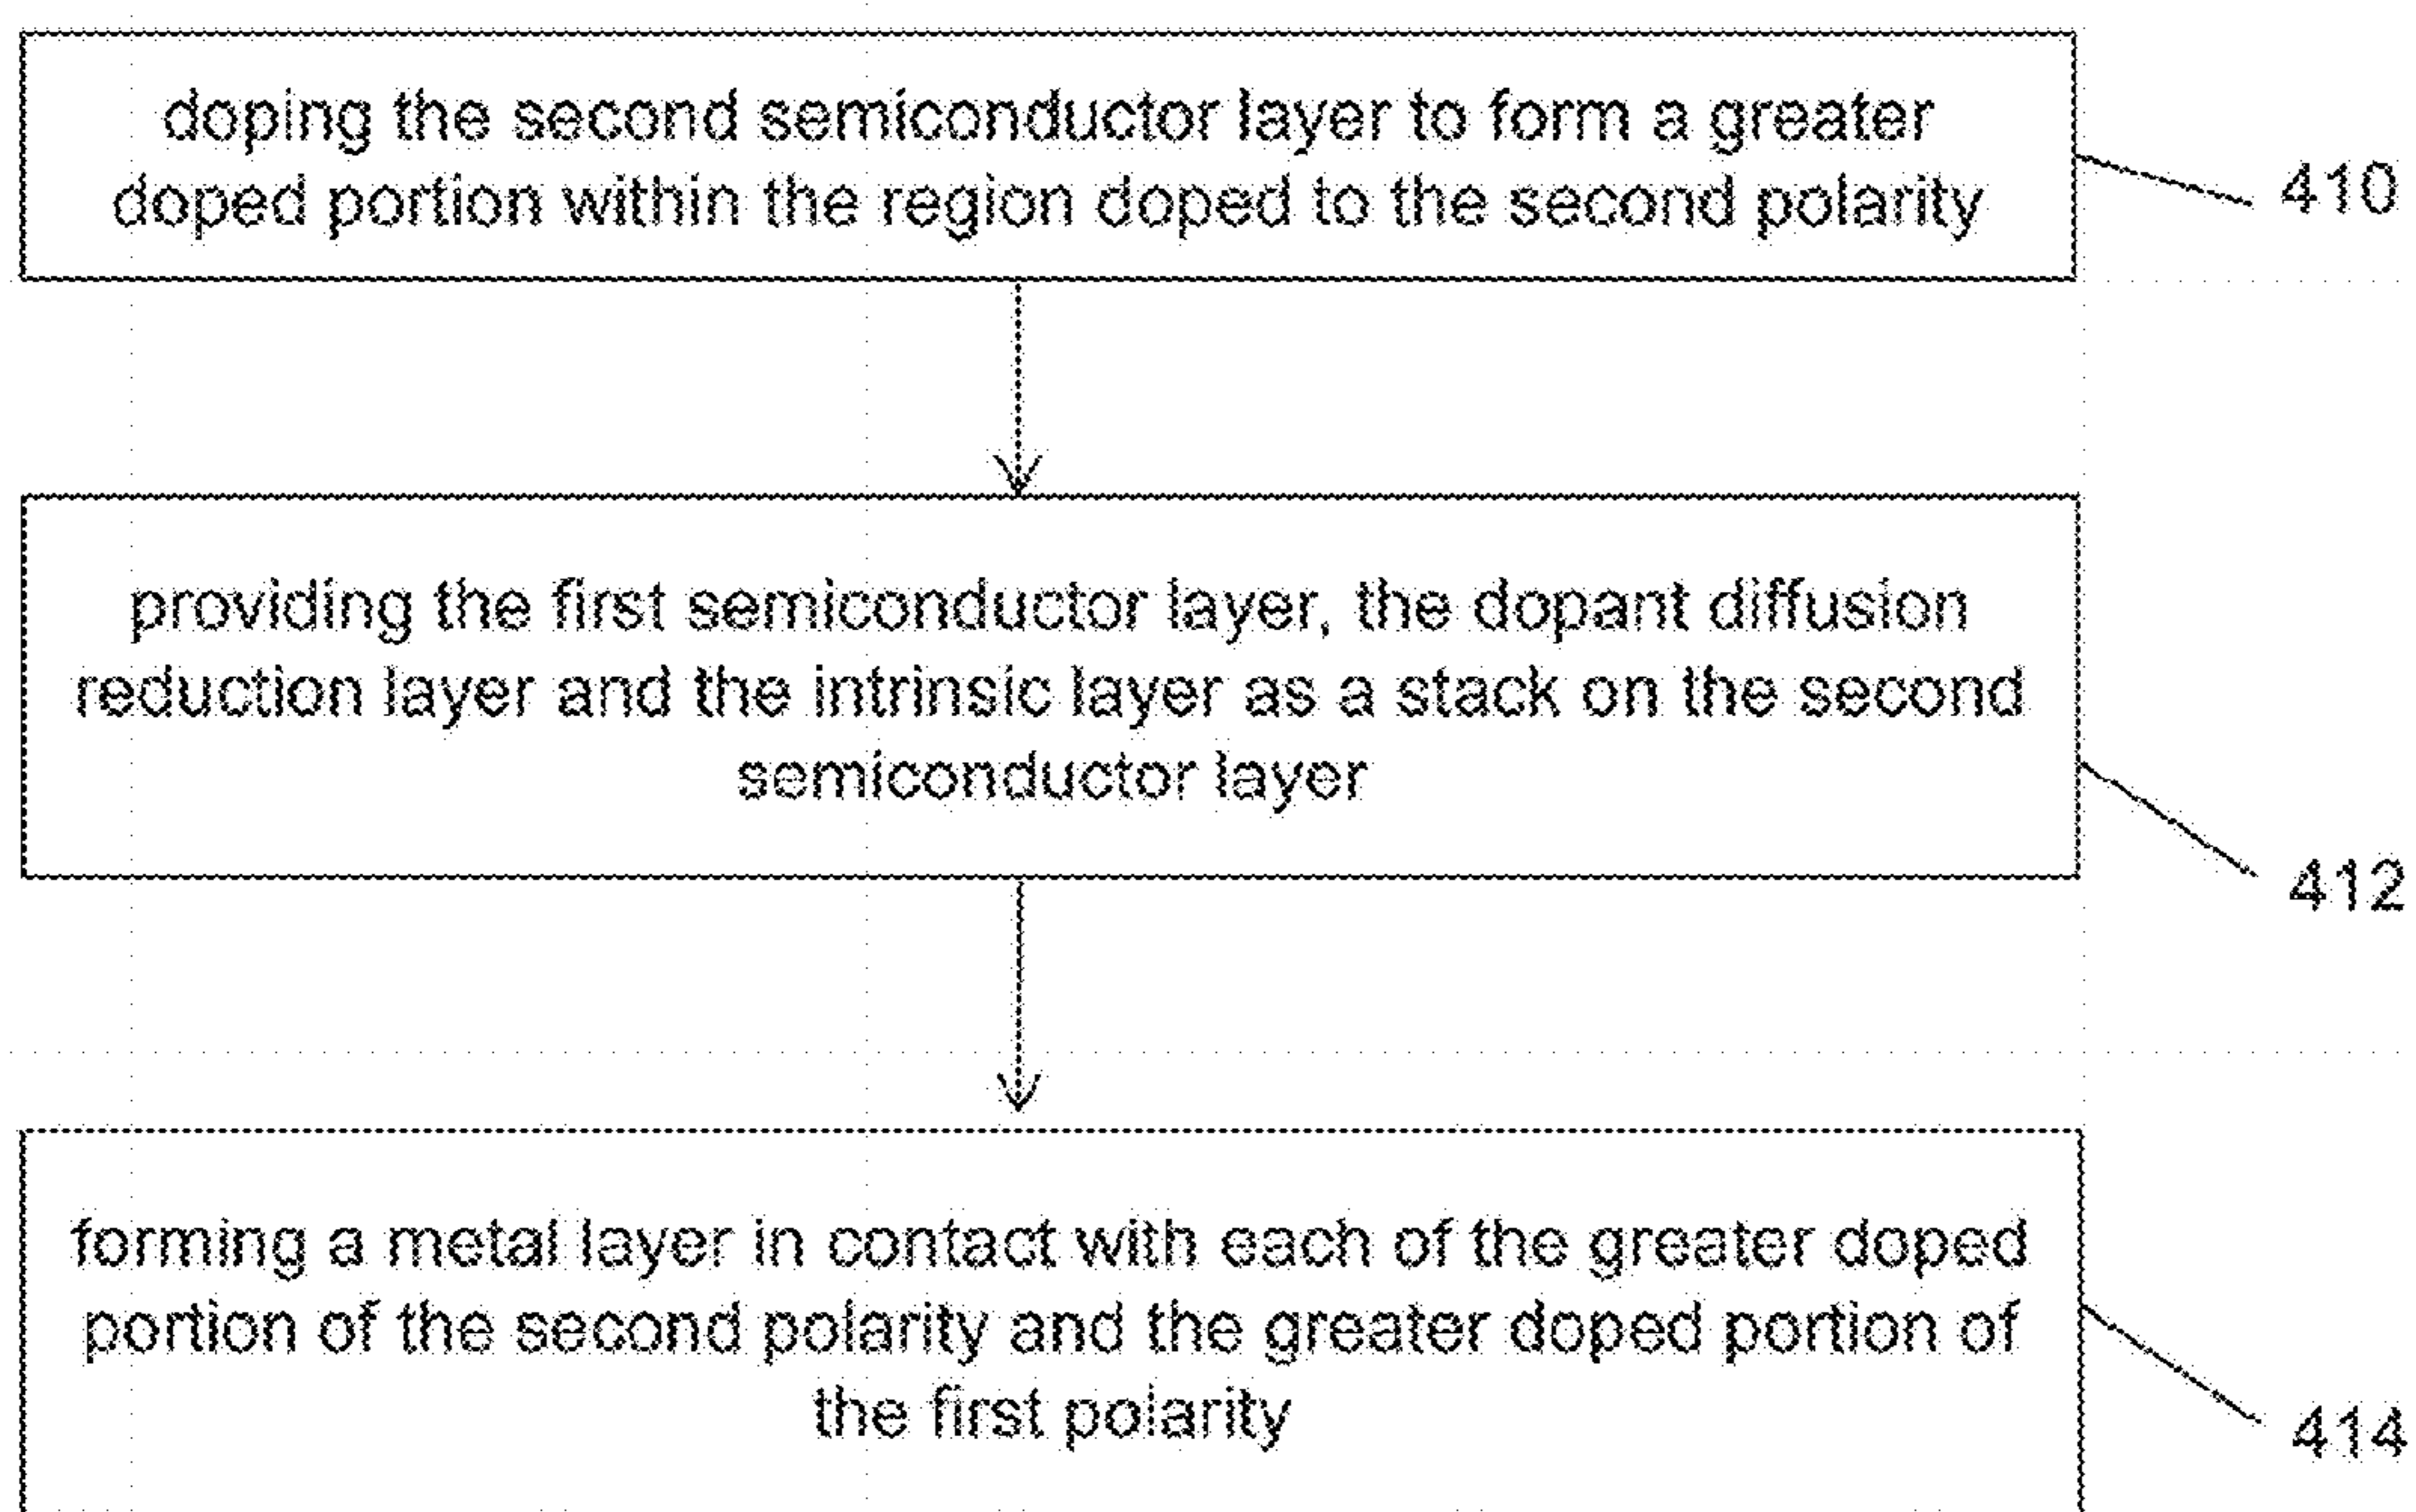 doping the second semiconductor layer to form a greater
doped portion within the region doped to the second polarity
410
providing the first semiconductor layer, the dopant diffusion
reduction layer and the intrinsic layer as a stack on the second
semiconductor layer
412
forming a metal layer in contact with each of the greater doped
portion of the second polarity and the greater doped portion of
the first polarity
414